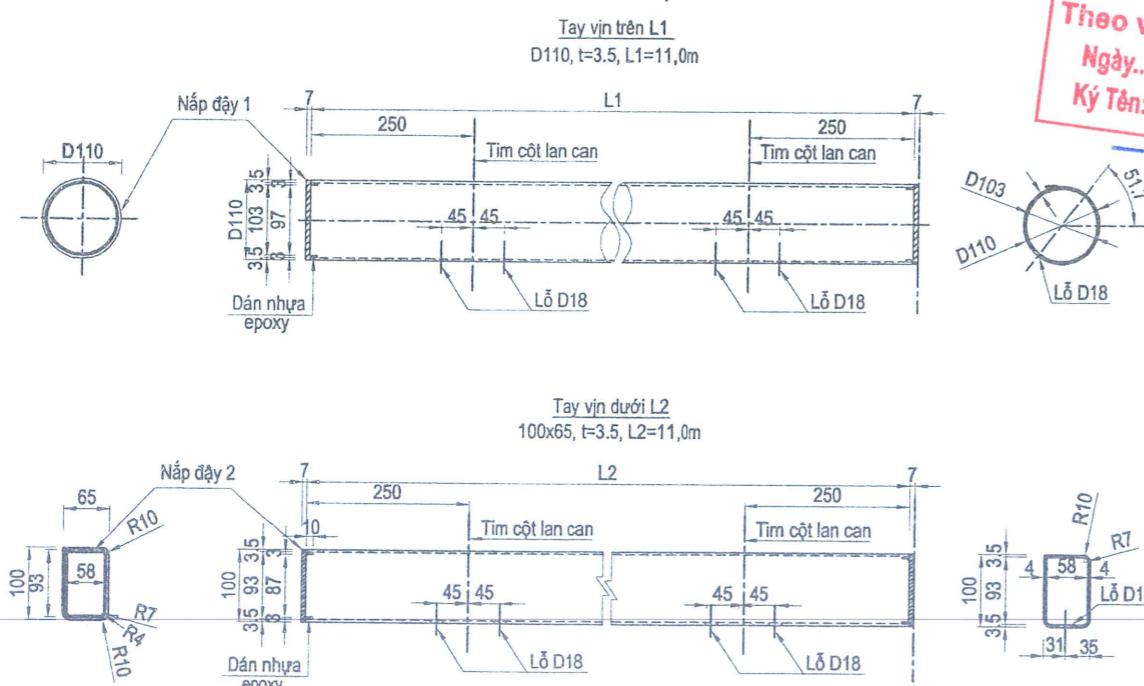 Tay vịn trên L1
D110, t=3.5, L1=11,0m
Theo
Ngày..
Ký Tên:
Nắp đậy 1
7
L1
7
250
250
D110
Tim cột lan can
Tim cột lan can
51.1
D103
D110
3.5
103
3.5
3
97
3
45
45
45
45
D110
Lỗ D18
Dán nhựa
epoxy
Lỗ D18
Lỗ D18
Tay vịn dưới L2
100x65, t=3.5, L2=11,0m
Nắp đậy 2
7
L2
7
65
250
250
R10
R10
10
Tim cột lan can
Tim cột lan can
R7
100
93
58
100
3.5
93
3.5
3
87
3
45
45
45
45
100
3.5
93
3.5
4
58
4
Lỗ D1
R7
R4
R10
31
35
Dán nhựa
epoxy
Lỗ D18
Lỗ D18